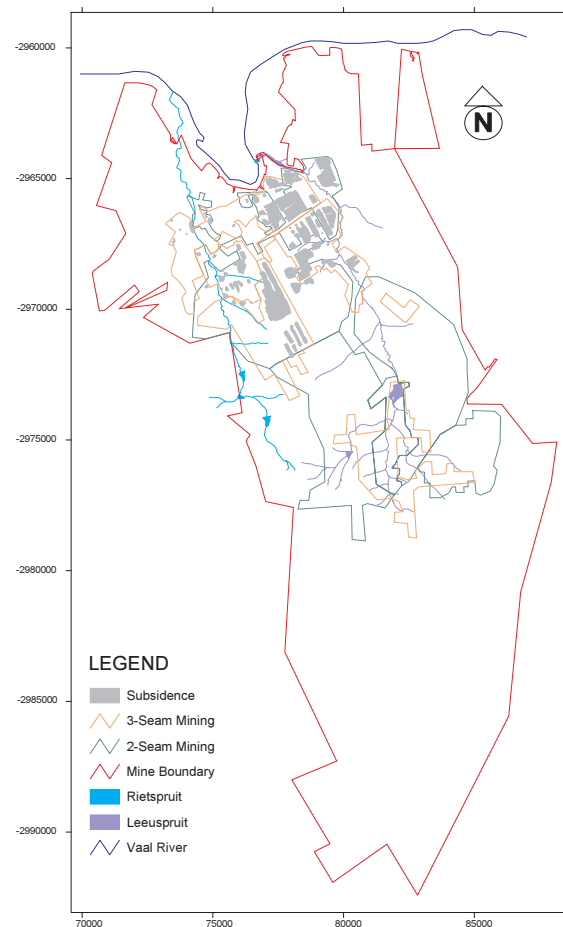 -2960000
N
-2965000
-2970000
-2975000
-2980000
LEGEND
Subsidence
-2985000
3-Seam Mining
2-Seam Mining
Mine Boundary
Rietspruit
-2990000
Leeuspruit
Vaal River
70000 75000 80000 85000